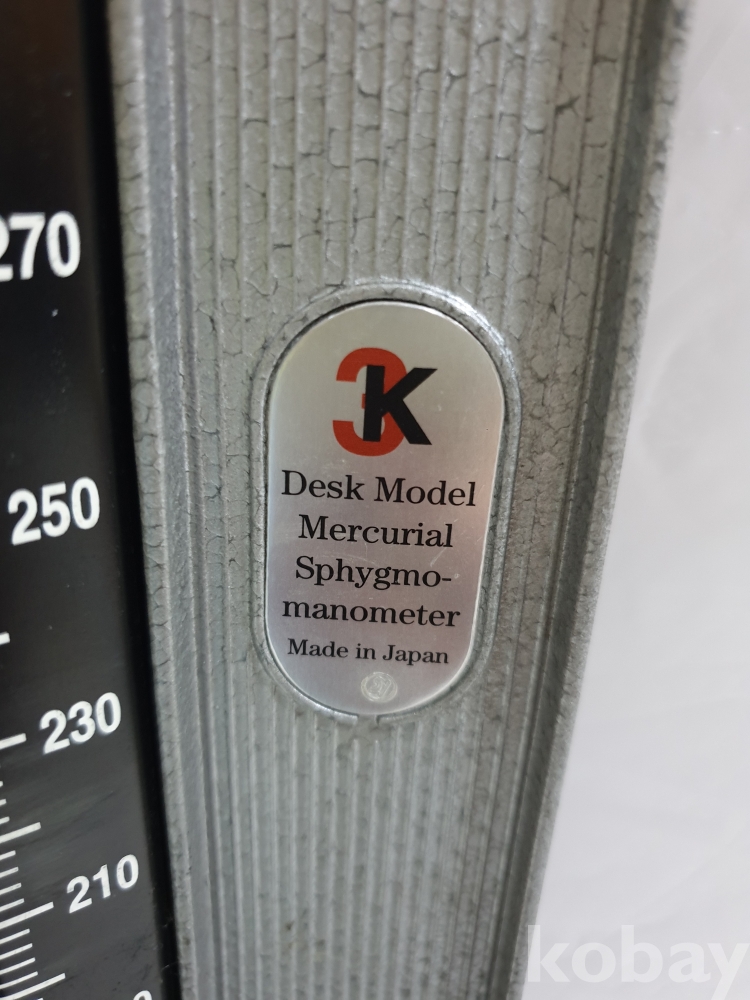 270
250
230
210
3K
Desk Model
Mercurial
Sphygmo-
manometer
Made in Japan
kobay